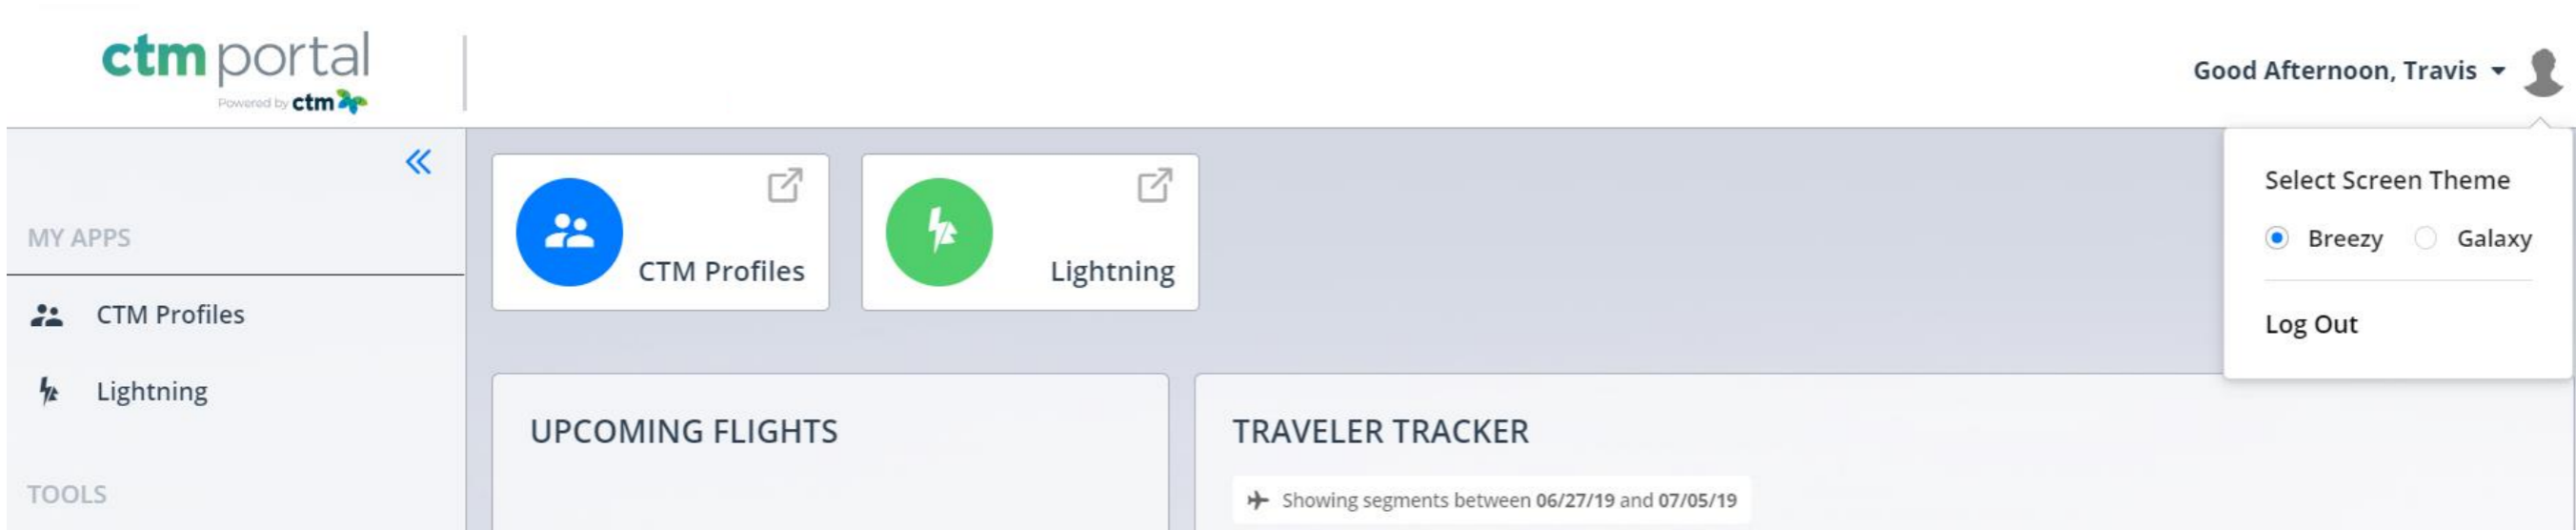 ctm portal
Powered by ctm
Good Afternoon, Travis
Select Screen Theme
Breezy Galaxy
Log Out
MY APPS
CTM Profiles
Lightning
TOOLS
CTM Profiles
Lightning
UPCOMING FLIGHTS
TRAVELER TRACKER
Showing segments between 06/27/19 and 07/05/19